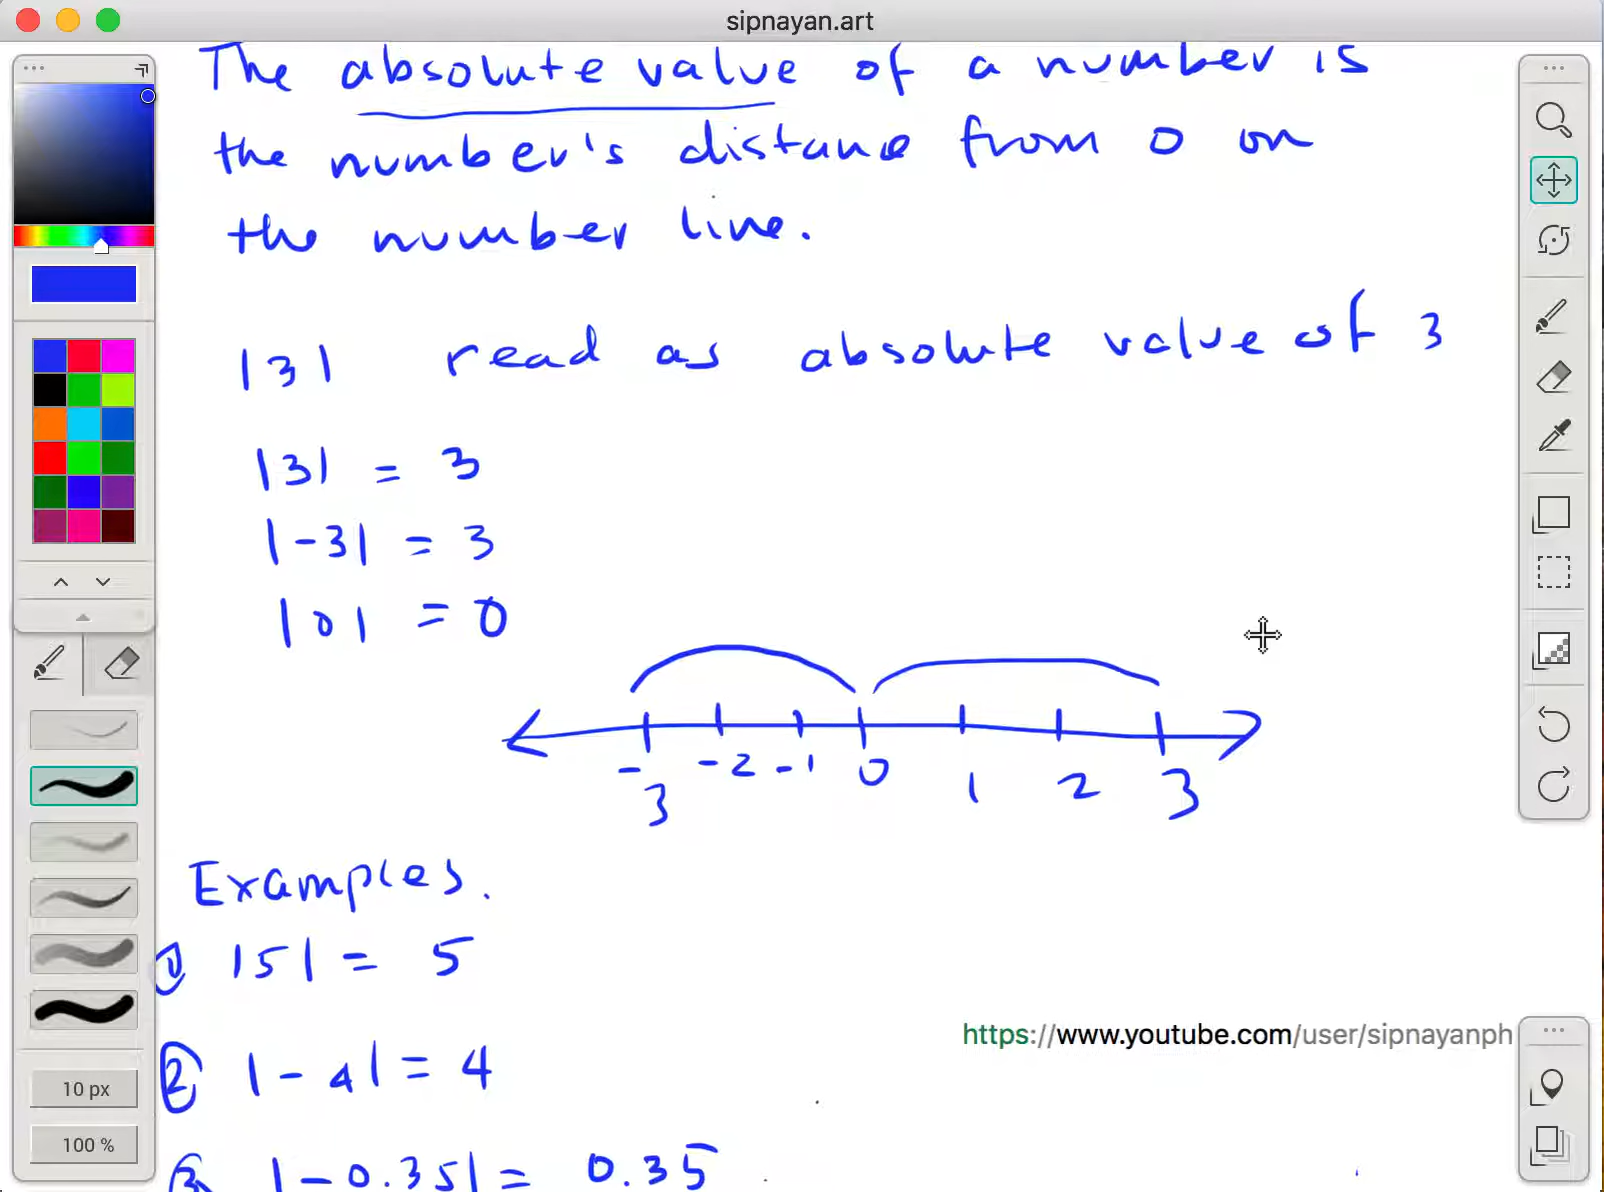 sipnayan.art
The absolute value of a number is
the number's distance from 0 on
the number line.
|3| read as absolute value of 3
|3| = 3
|-3| = 3
|0| = 0
-3 -2 -1 0 1 2 3
Examples.
① |5| = 5
https://www.youtube.com/user/sipnayanph
② |-4| = 4
③ |-0.35| = 0.35
10 px
100 %